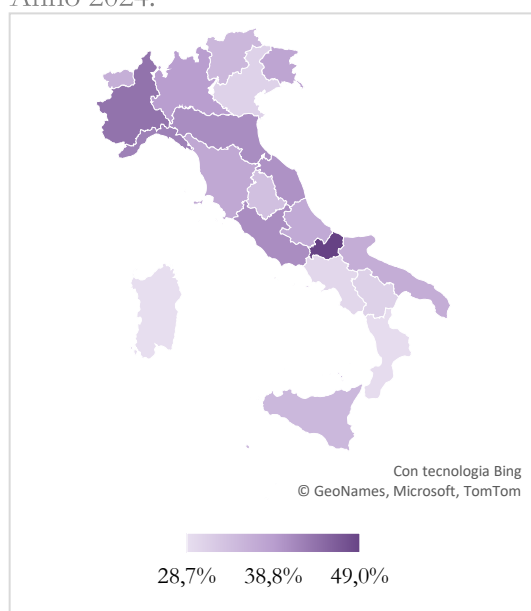 Anno 2024.
Con tecnologia Bing
© GeoNames, Microsoft, TomTom
28,7% 38,8% 49,0%